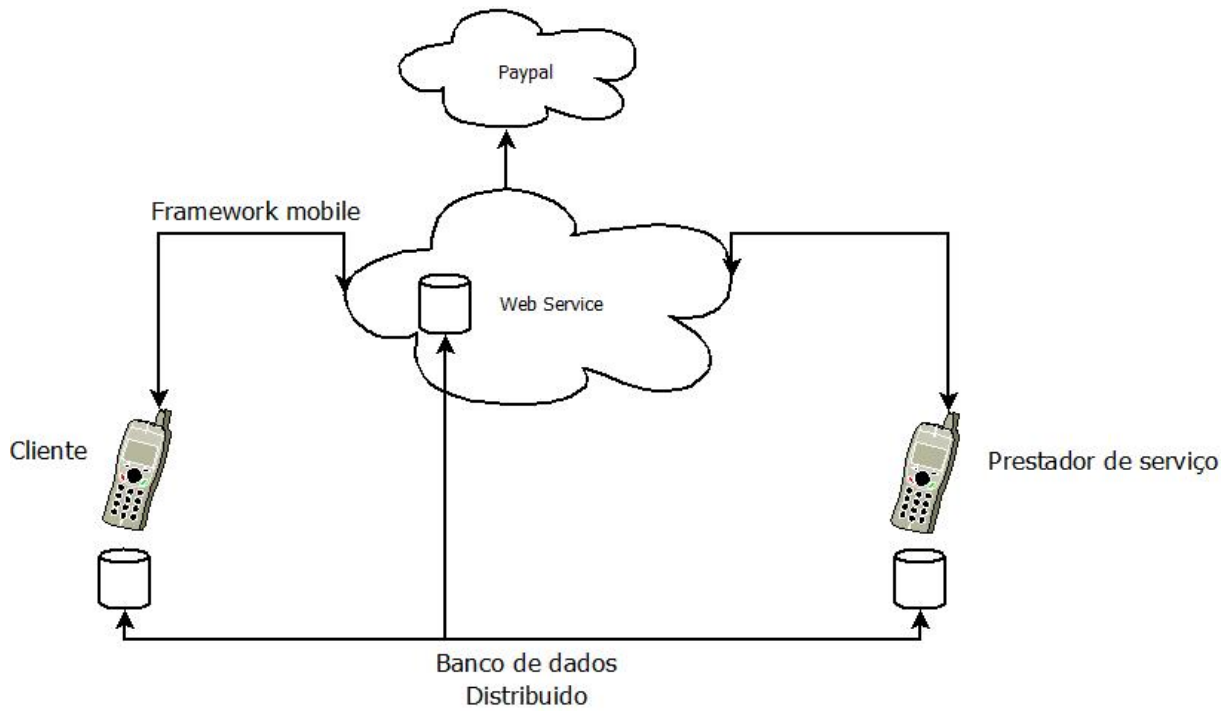 Paypal
Framework mobile
Web Service
Cliente
Prestador de serviço
Banco de dados
Distribuido